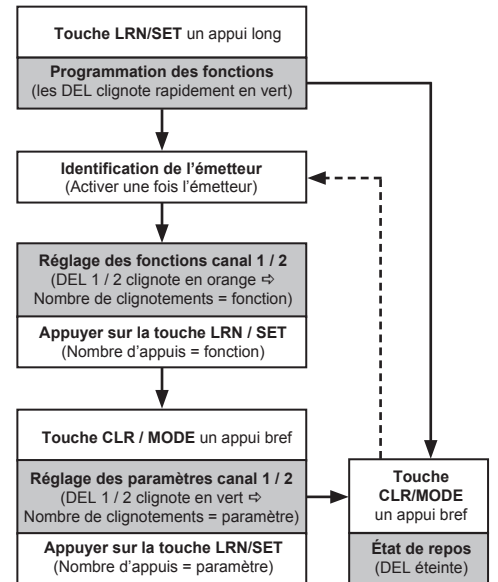 Touche LRN/SET un appui long
Programmation des fonctions
(les DEL clignote rapidement en vert)
Identification de l’émetteur
(Activer une fois l’émetteur)
Réglage des fonctions canal 1 / 2
(DEL 1 / 2 clignote en orange ⇨
Nombre de clignotements = fonction)
Appuyer sur la touche LRN / SET
(Nombre d’appuis = fonction)
Touche CLR / MODE un appui bref
Réglage des paramètres canal 1 / 2
(DEL 1 / 2 clignote en vert ⇨
Nombre de clignotements = paramètre)
Appuyer sur la touche LRN/SET
(Nombre d’appuis = paramètre)
Touche
CLR/MODE
un appui bref
État de repos
(DEL éteinte)